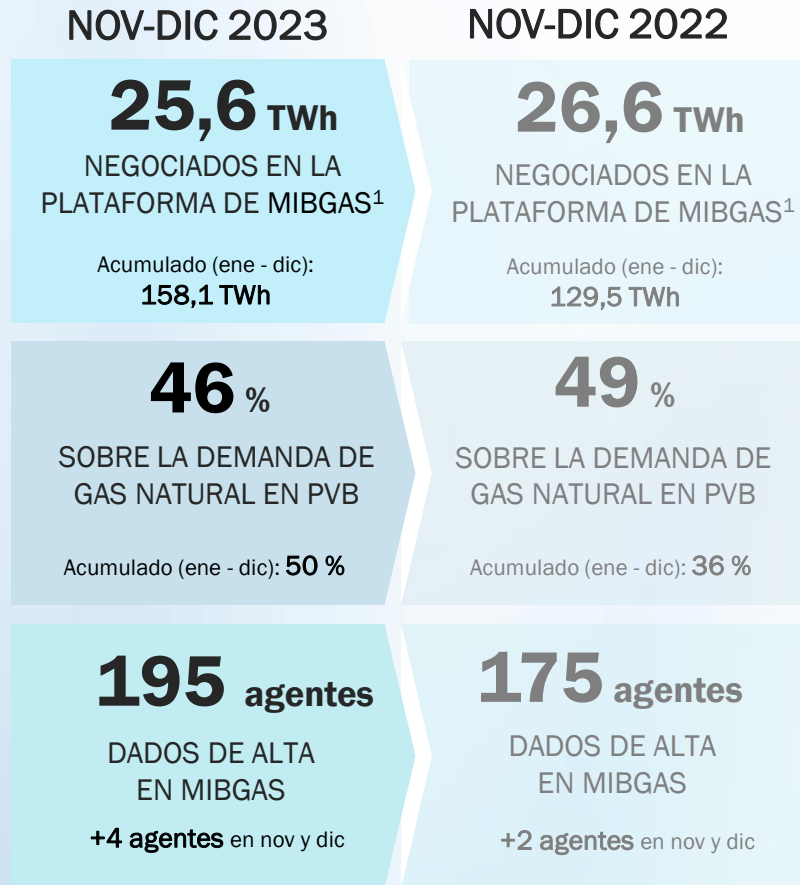 NOV-DIC 2023
25,6 TWh
NEGOCIADOS EN LA
PLATAFORMA DE MIBGAS¹
Acumulado (ene - dic):
158,1 TWh
46 %
SOBRE LA DEMANDA DE
GAS NATURAL EN PVB
Acumulado (ene - dic): 50 %
195 agentes
DADOS DE ALTA
EN MIBGAS
+4 agentes en nov y dic
NOV-DIC 2022
26,6 TWh
NEGOCIADOS EN LA
PLATAFORMA DE MIBGAS¹
Acumulado (ene - dic):
129,5 TWh
49 %
SOBRE LA DEMANDA DE
GAS NATURAL EN PVB
Acumulado (ene - dic): 36 %
175 agentes
DADOS DE ALTA
EN MIBGAS
+2 agentes en nov y dic